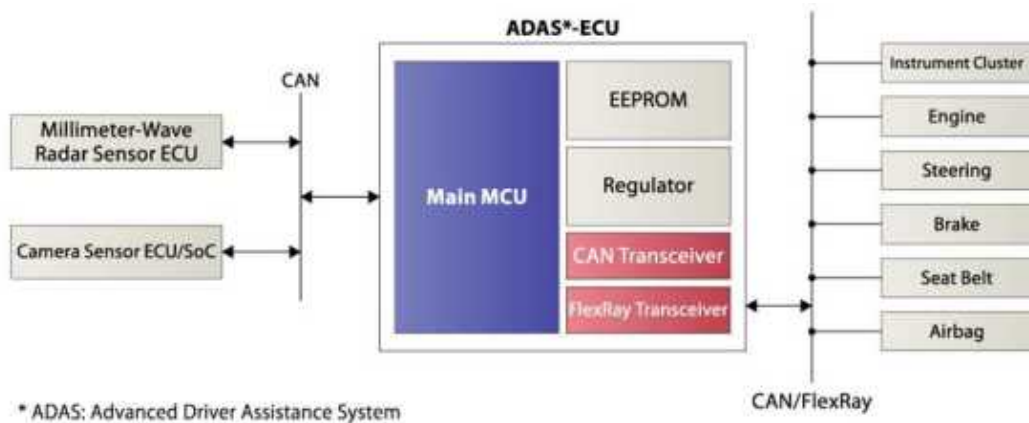 ADAS*-ECU
CAN
Millimeter-Wave
Radar Sensor ECU
Camera Sensor ECU/SoC
Main MCU
EEPROM
Regulator
CAN Transceiver
FlexRay Transceiver
Instrument Cluster
Engine
Steering
Brake
Seat Belt
Airbag
CAN/FlexRay
* ADAS: Advanced Driver Assistance System